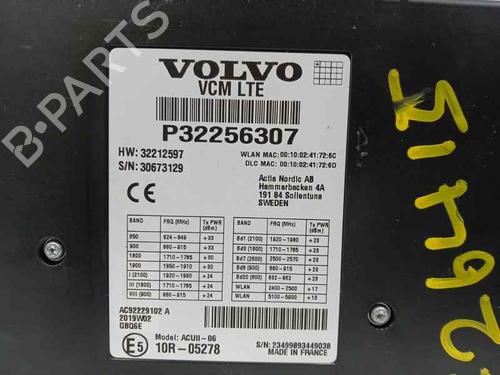 B-PARTS
VOLVO
VCM LTE
P32256307
HW: 32212597
S/N: 30673129
WLAN MAC: 00:10:02:41:72:6C
DLC MAC: 00:10:02:41:72:6D
Actia Nordic AB
Hammarbacken 4A
191 84 Sollentuna
SWEDEN
CE
BAND FRQ (MHz) Tx PWR (dBm)
850 824-849 +33
900 880-915 +33
1800 1710-1785 +30
1900 1850-1910 +30
I (2100) 1920-1980 +24
III (1800) 1710-1785 +24
VIII (900) 880-915 +24
BAND FRQ (MHz) Tx PWR (dBm)
Bd1 (2100) 1920-1980 +23
Bd3 (1800) 1710-1785 +23
Bd7 (2600) 2500-2570 +23
Bd8 (900) 880-915 +23
Bd20 (800) 832-862 +23
WLAN 2400-2500 +17
WLAN 5100-5900
AC92229102 A
2019W02
GBQ6E
E5
Model: ACUII-06
10R-05278
S/N: 23499893449038
MADE IN FRANCE